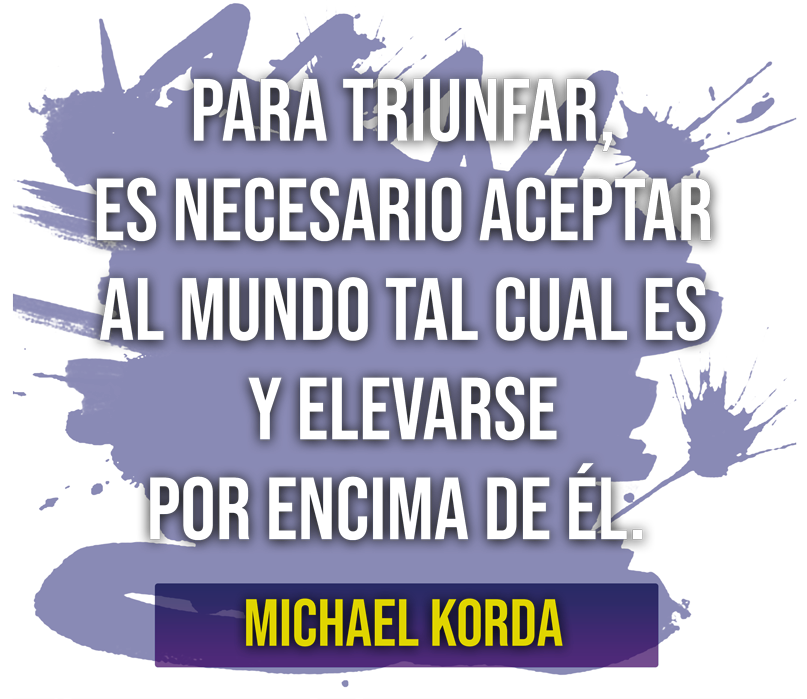 PARA TRIUNFAR,
ES NECESARIO ACEPTAR
AL MUNDO TAL CUAL ES
Y ELEVARSE
POR ENCIMA DE ÉL.
MICHAEL KORDA